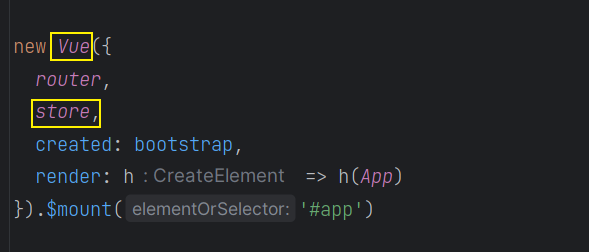 new Vue({
router,
store,
created: bootstrap,
render: h : CreateElement => h(App)
}).$mount( elementOrSelector: '#app')